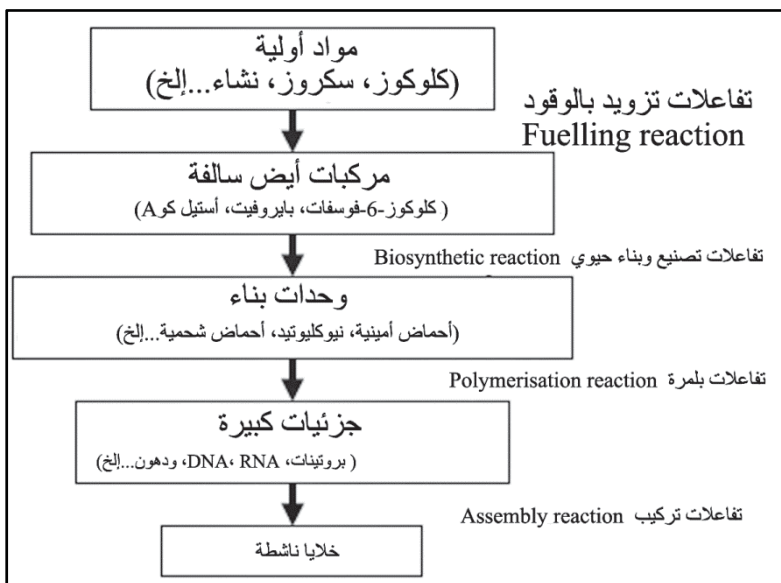 مواد أولية
(كلوكوز، سكروز، نشاء...إلخ)
تفاعلات تزويد بالوقود
Fuelling reaction
مركبات أيض سالفة
(كلوكوز-6-فوسفات، بايروفيت، أستيل كوA)
تفاعلات تصنيع وبناء حيوي Biosynthetic reaction
وحدات بناء
(أحماض أمينية، نيوكليوتيد، أحماض شحمية...إلخ)
تفاعلات بلمرة Polymerisation reaction
جزئيات كبيرة
(بروتينات، DNA، RNA، ودهون...إلخ)
تفاعلات تركيب Assembly reaction
خلايا ناشطة